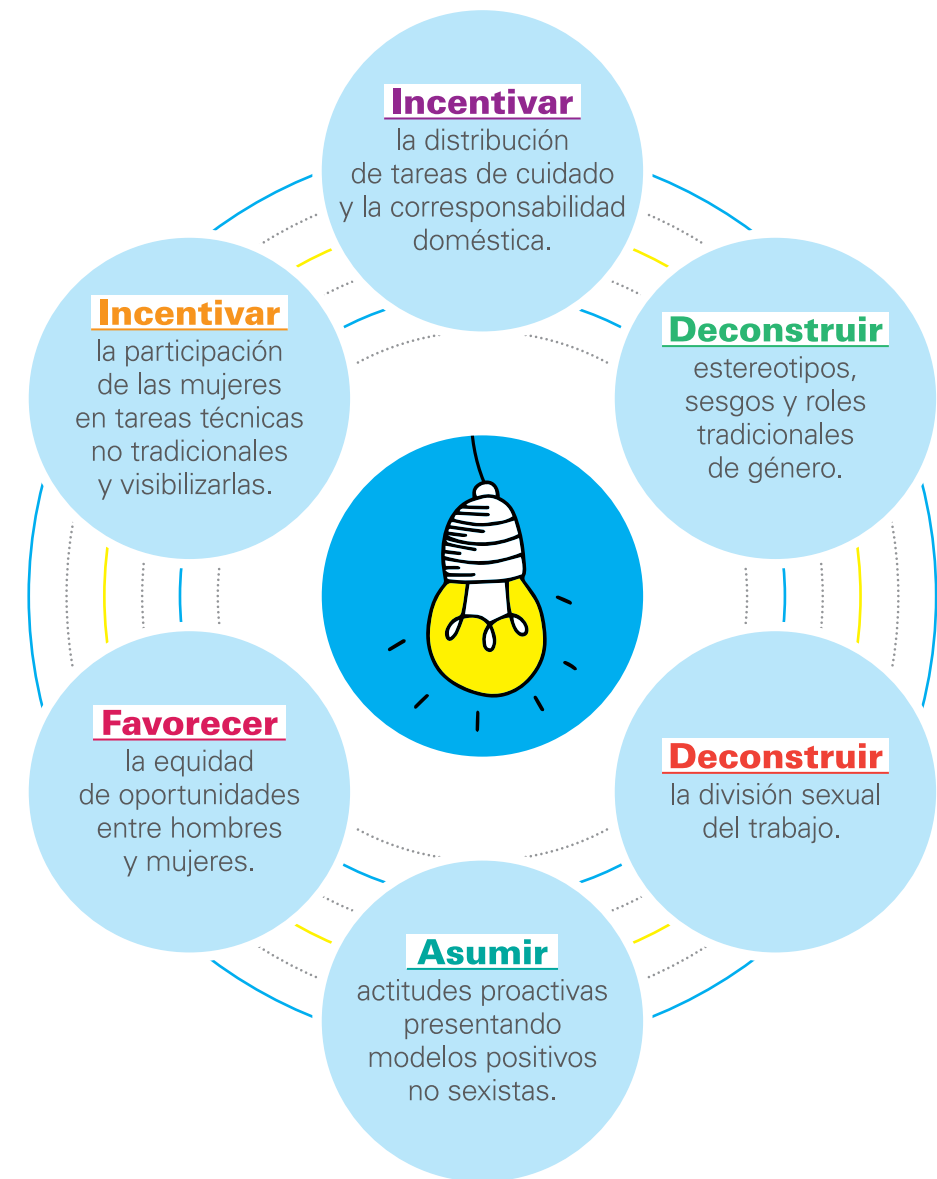 Incentivar
la distribución
de tareas de cuidado
y la corresponsabilidad
doméstica.
Deconstruir
estereotipos,
sesgos y roles
tradicionales
de género.
Deconstruir
la división sexual
del trabajo.
Asumir
actitudes proactivas
presentando
modelos positivos
no sexistas.
Favorecer
la equidad
de oportunidades
entre hombres
y mujeres.
Incentivar
la participación
de las mujeres
en tareas técnicas
no tradicionales
y visibilizarlas.